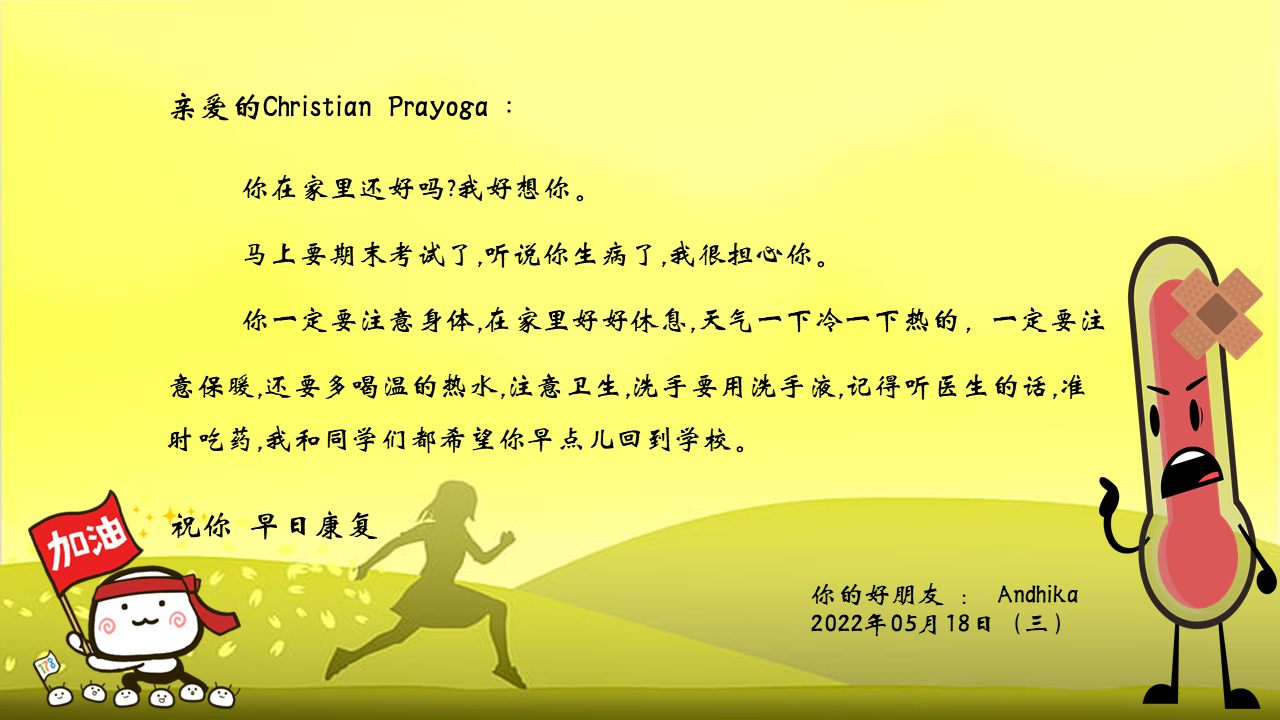 亲爱的Christian Prayoga：
你在家里还好吗?我好想你。
马上要期末考试了,听说你生病了,我很担心你。
你一定要注意身体,在家里好好休息,天气一下冷一下热的，一定要注
意保暖,还要多喝温的热水,注意卫生,洗手要用洗手液,记得听医生的话,准
时吃药,我和同学们都希望你早点儿回到学校。
祝你 早日康复
加油
178
你的好朋友 ： Andhika
2022年05月18日（三）